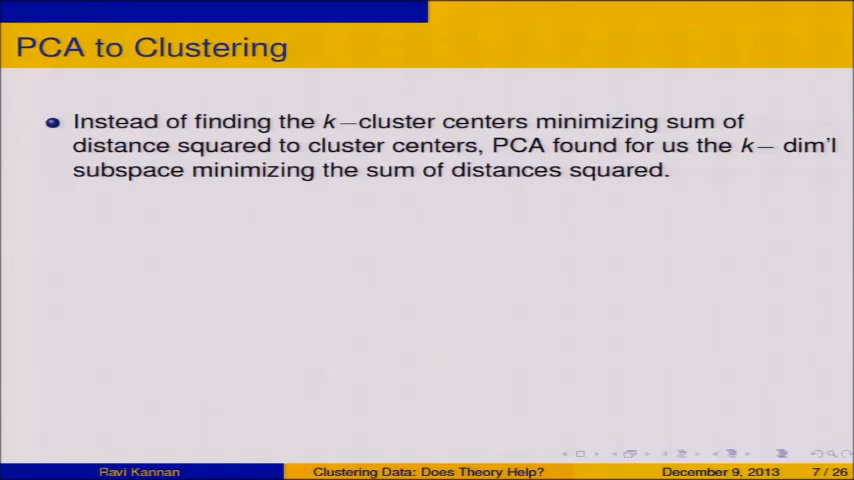 PCA to Clustering
Instead of finding the k−cluster centers minimizing sum of
distance squared to cluster centers, PCA found for us the k− dim'l
subspace minimizing the sum of distances squared.
Ravi Kannan
Clustering Data: Does Theory Help?
December 9, 2013
7 / 26